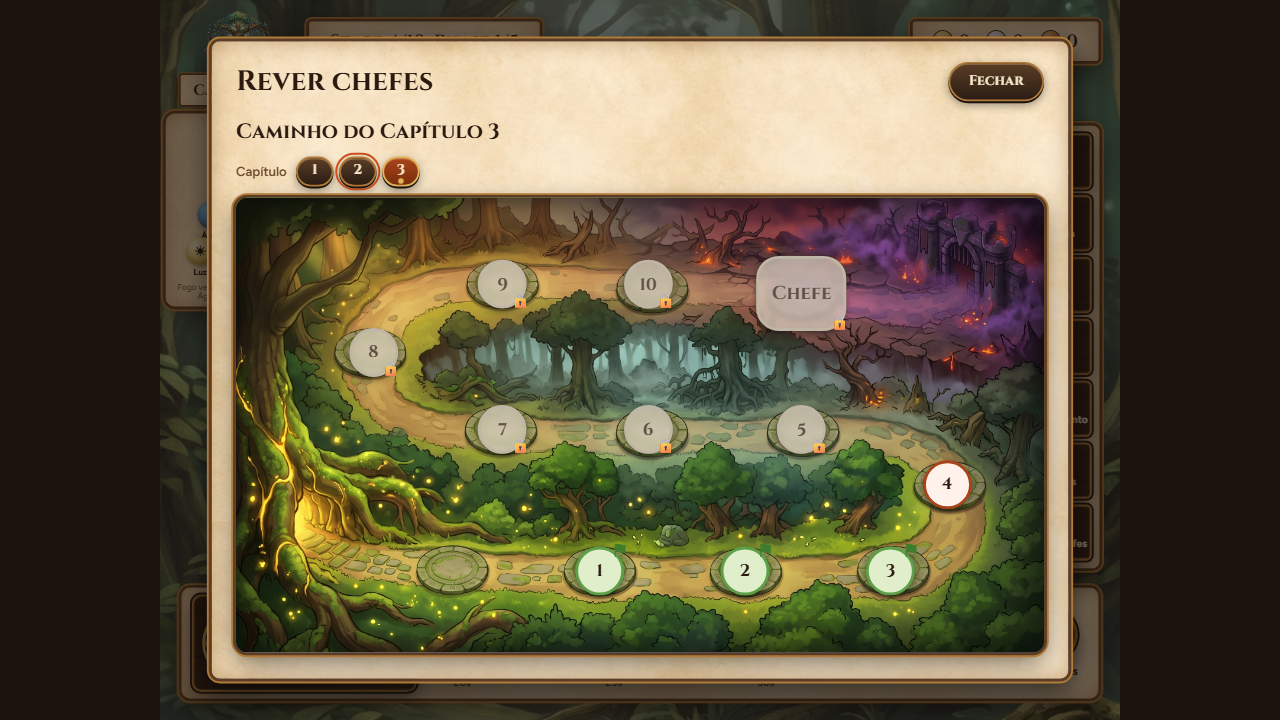 Rever chefes
Fechar
Caminho do Capítulo 3
Capítulo 1 2 3
9 10 Chefe
8
7 6 5
4
1 2 3